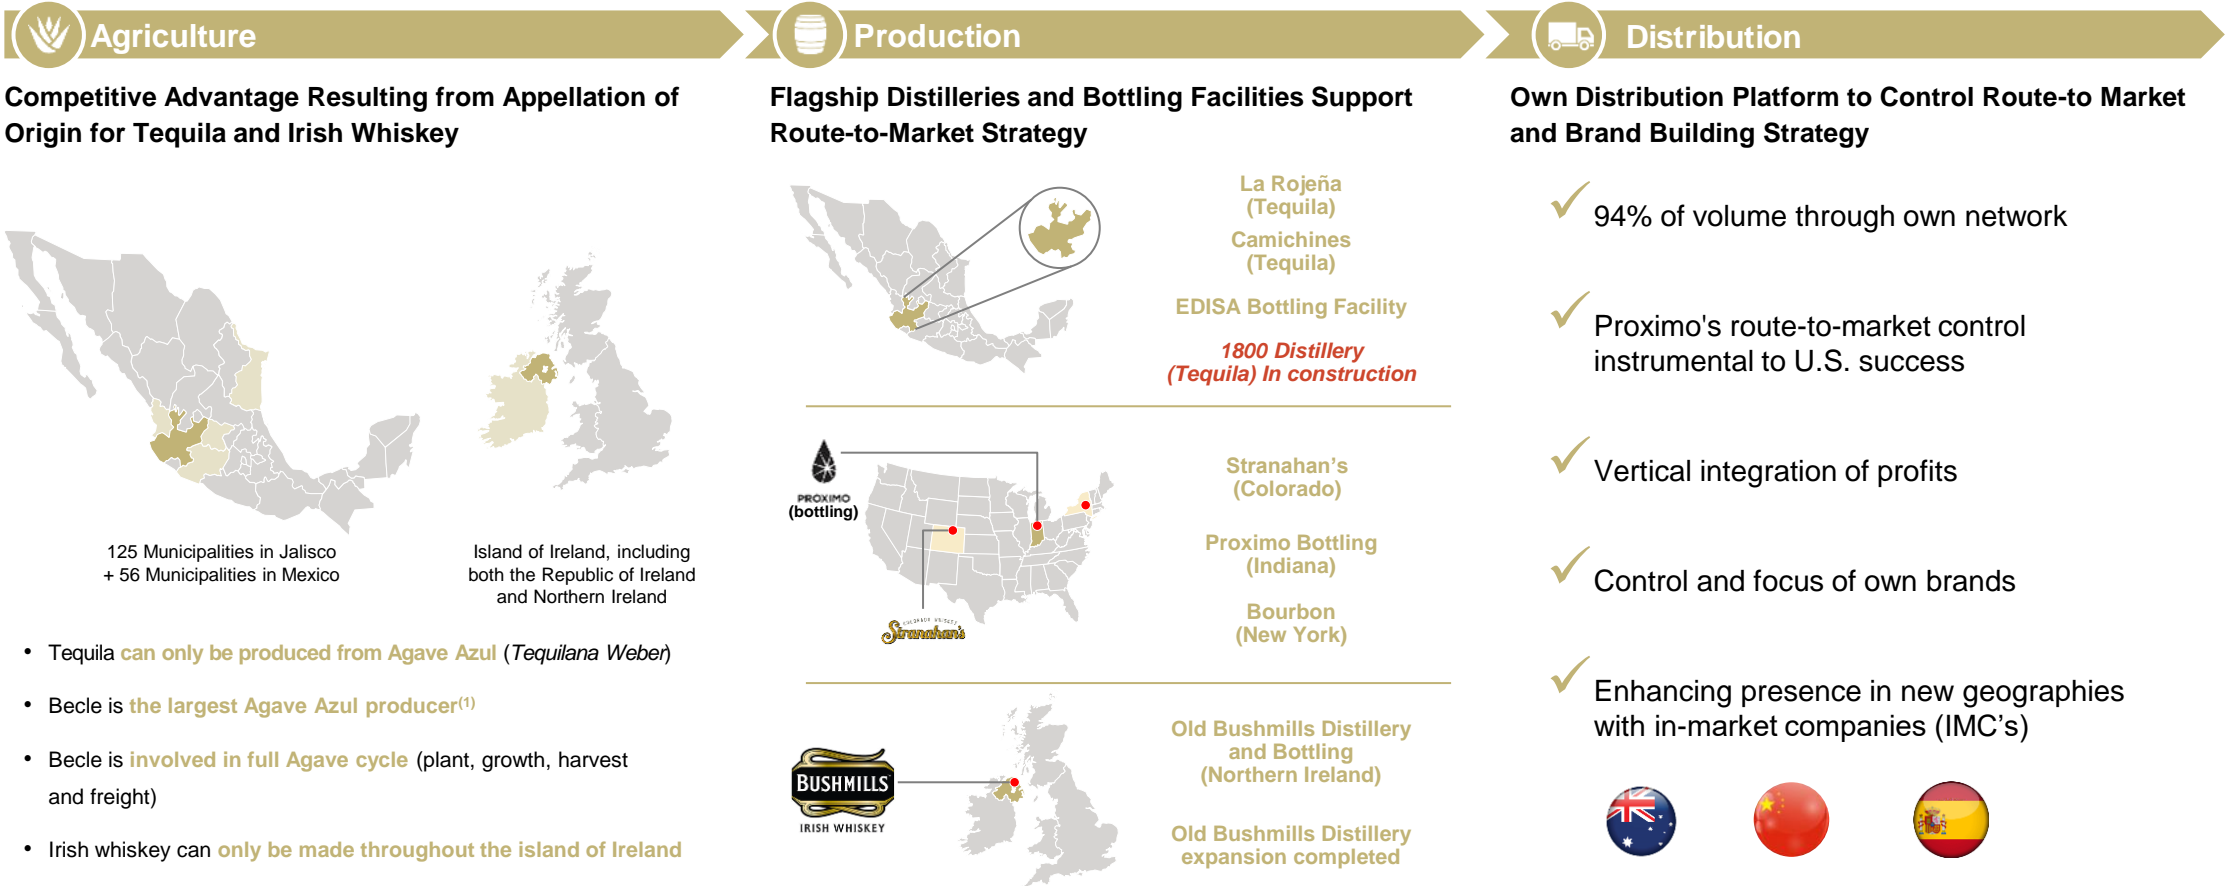 Agriculture
Competitive Advantage Resulting from Appellation of
Origin for Tequila and Irish Whiskey
125 Municipalities in Jalisco
+ 56 Municipalities in Mexico
Island of Ireland, including
both the Republic of Ireland
and Northern Ireland
• Tequila can only be produced from Agave Azul (Tequilana Weber)
• Becle is the largest Agave Azul producer(1)
• Becle is involved in full Agave cycle (plant, growth, harvest
and freight)
• Irish whiskey can only be made throughout the island of Ireland
Production
Flagship Distilleries and Bottling Facilities Support
Route-to-Market Strategy
La Rojeña
(Tequila)
Camichines
(Tequila)
EDISA Bottling Facility
1800 Distillery
(Tequila) In construction
PROXIMO
(bottling)
COLORADO WHISKEY
Stranahan's
Stranahan’s
(Colorado)
Proximo Bottling
(Indiana)
Bourbon
(New York)
BUSHMILLS
IRISH WHISKEY
Old Bushmills Distillery
and Bottling
(Northern Ireland)
Old Bushmills Distillery
expansion completed
Distribution
Own Distribution Platform to Control Route-to Market
and Brand Building Strategy
94% of volume through own network
Proximo's route-to-market control
instrumental to U.S. success
Vertical integration of profits
Control and focus of own brands
Enhancing presence in new geographies
with in-market companies (IMC’s)